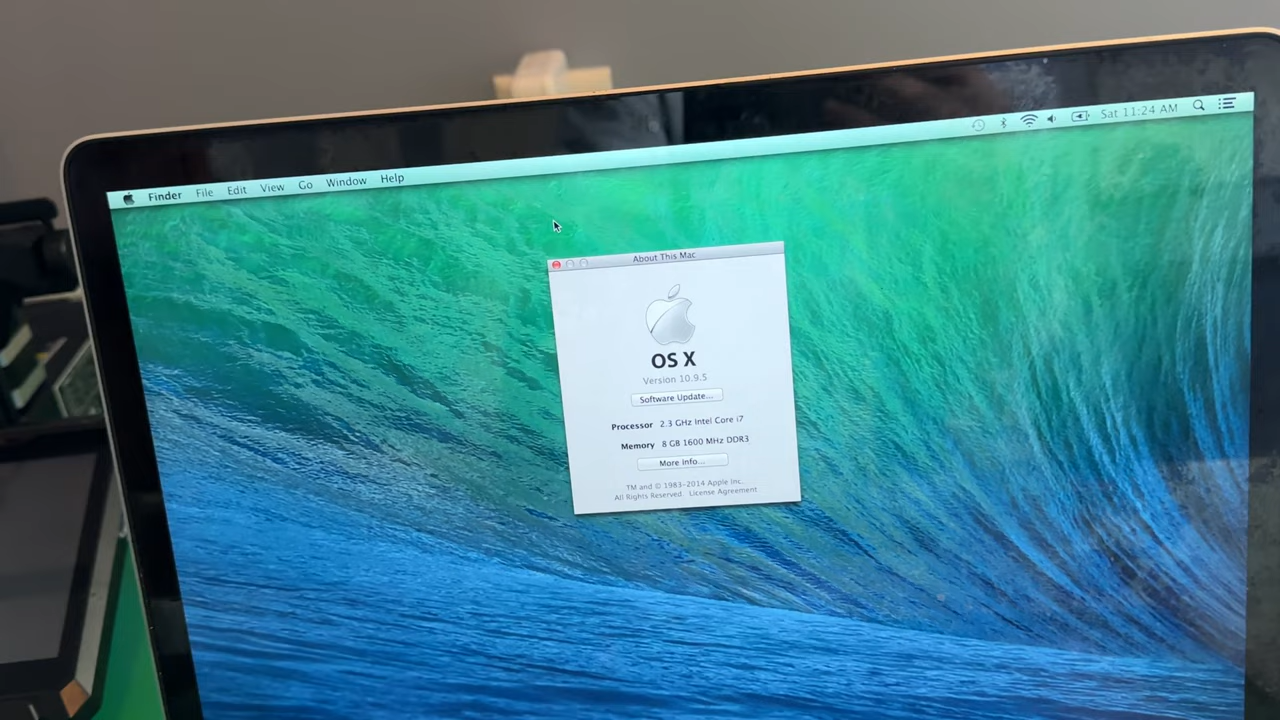 Finder File Edit View Go Window Help Sat 11:24 AM
About This Mac
OS X
Version 10.9.5
Software Update...
Processor 2.3 GHz Intel Core i7
Memory 8 GB 1600 MHz DDR3
More Info...
TM and © 1983-2014 Apple Inc.
All Rights Reserved. License Agreement